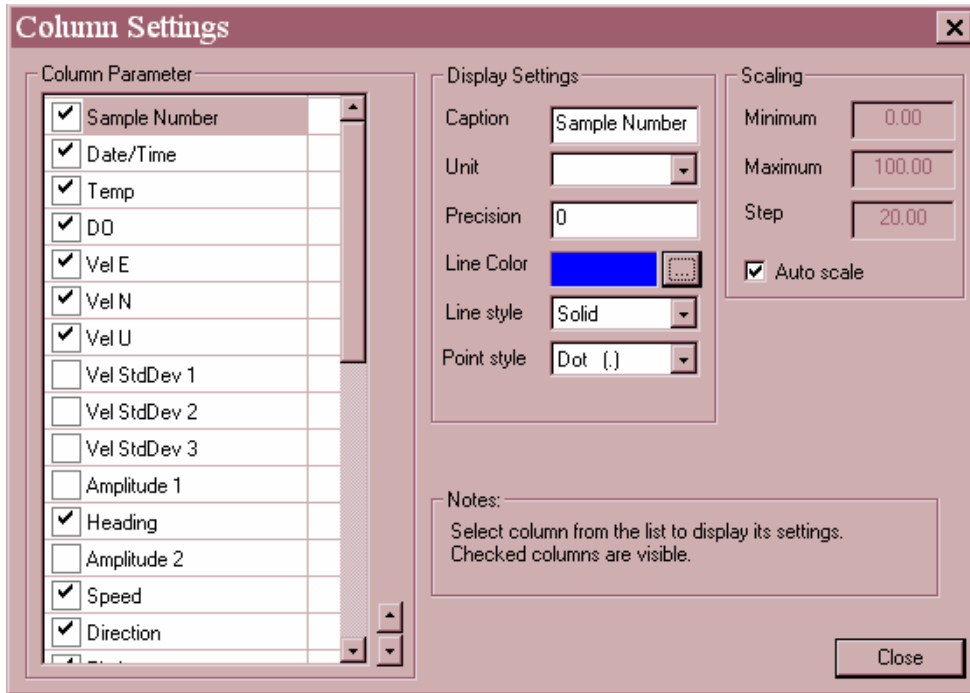 Column Settings
Column Parameter
Sample Number
Date/Time
Temp
DO
Vel E
Vel N
Vel U
Vel StdDev 1
Vel StdDev 2
Vel StdDev 3
Amplitude 1
Heading
Amplitude 2
Speed
Direction
Display Settings
Caption Sample Number
Unit
Precision 0
Line Color ...
Line style Solid
Point style Dot (.)
Scaling
Minimum 0.00
Maximum 100.00
Step 20.00
Auto scale
Notes:
Select column from the list to display its settings.
Checked columns are visible.
Close